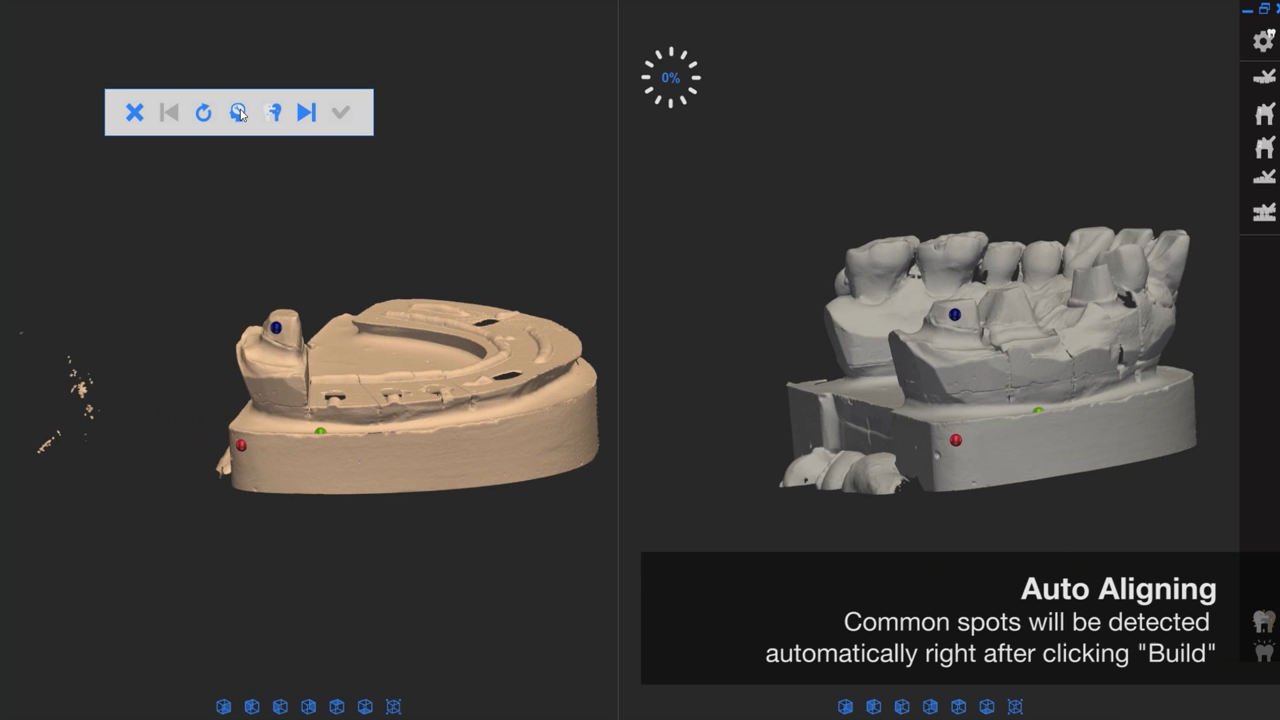 0%
Auto Aligning
Common spots will be detected
automatically right after clicking "Build"